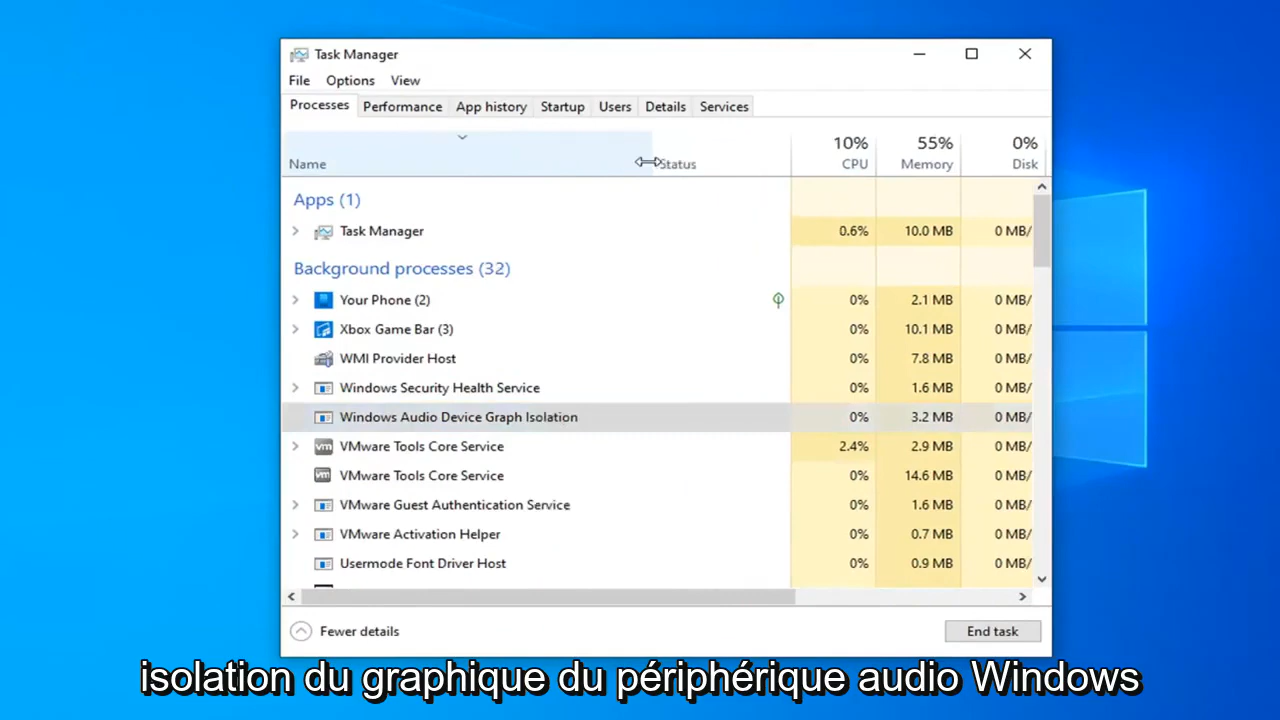 Task Manager
File Options View
Processes Performance App history Startup Users Details Services
10% 55% 0%
Name Status CPU Memory Disk
Apps (1)
Task Manager 0.6% 10.0 MB 0 MB/
Background processes (32)
Your Phone (2) 0% 2.1 MB 0 MB/
Xbox Game Bar (3) 0% 10.1 MB 0 MB/
WMI Provider Host 0% 7.8 MB 0 MB/
Windows Security Health Service 0% 1.6 MB 0 MB/
Windows Audio Device Graph Isolation 0% 3.2 MB 0 MB/
vm VMware Tools Core Service 2.4% 2.9 MB 0 MB/
vm VMware Tools Core Service 0% 14.6 MB 0 MB/
VMware Guest Authentication Service 0% 1.6 MB 0 MB/
VMware Activation Helper 0% 0.7 MB 0 MB/
Usermode Font Driver Host 0% 0.9 MB 0 MB/
Fewer details End task
isolation du graphique du périphérique audio Windows